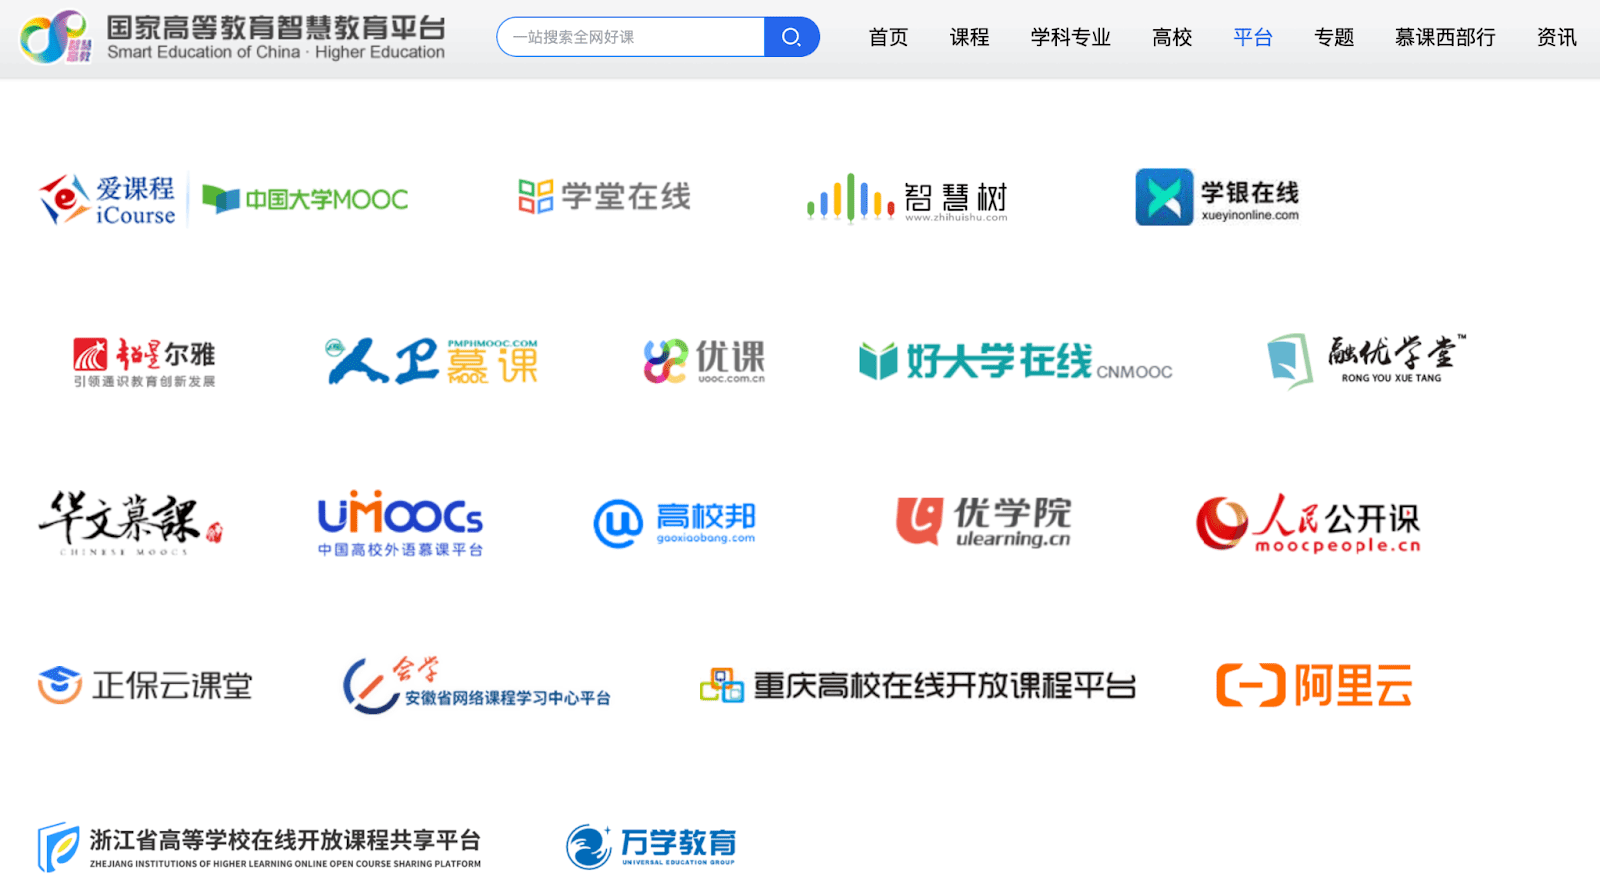 国家高等教育智慧教育平台
Smart Education of China · Higher Education
智慧高教
一站搜索全网好课
首页 课程 学科专业 高校 平台 专题 慕课西部行 资讯
爱课程
iCourse
中国大学MOOC
学堂在线
智慧树
www.zhihuishu.com
学银在线
xueyinonline.com
超星尔雅
引领通识教育创新发展
人卫慕课
PMPHMOOC.COM
MOOC
优课
uooc.com.cn
好大学在线 CNMOOC
融优学堂™
RONG YOU XUE TANG
华文慕課
CHINESE MOOCS
UMOOCs
中国高校外语慕课平台
高校邦
gaoxiaobang.com
优学院
ulearning.cn
人民公开课
moocpeople.cn
正保云课堂
会学
安徽省网络课程学习中心平台
重庆高校在线开放课程平台
阿里云
浙江省高等学校在线开放课程共享平台
ZHEJIANG INSTITUTIONS OF HIGHER LEARNING ONLINE OPEN COURSE SHARING PLATFORM
万学教育
UNIVERSAL EDUCATION GROUP